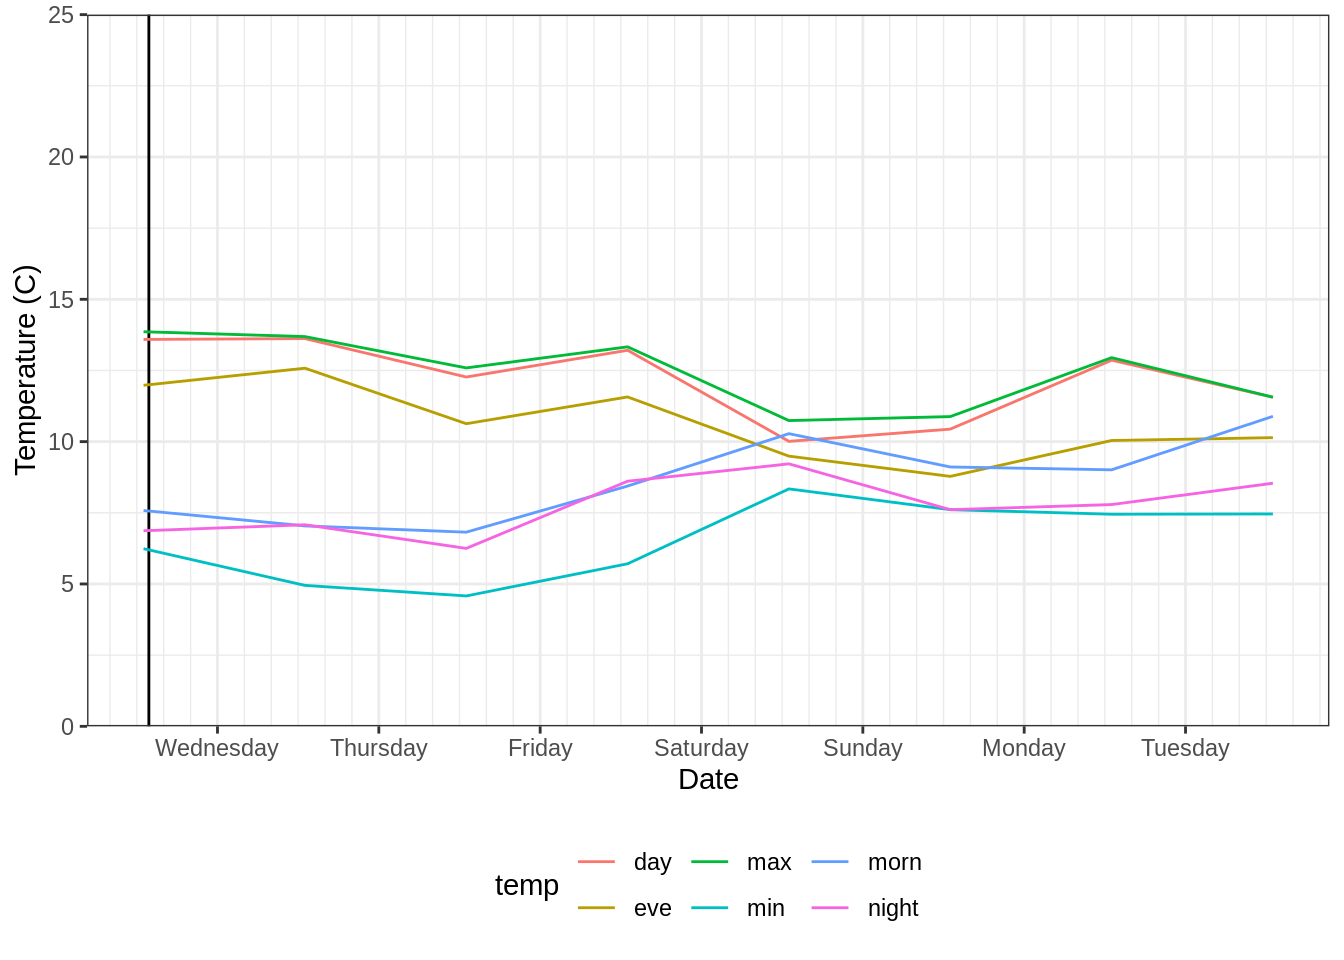 25
20
15
10
5
0
Temperature (C)
Wednesday Thursday Friday Saturday Sunday Monday Tuesday
Date
temp
day max morn
eve min night